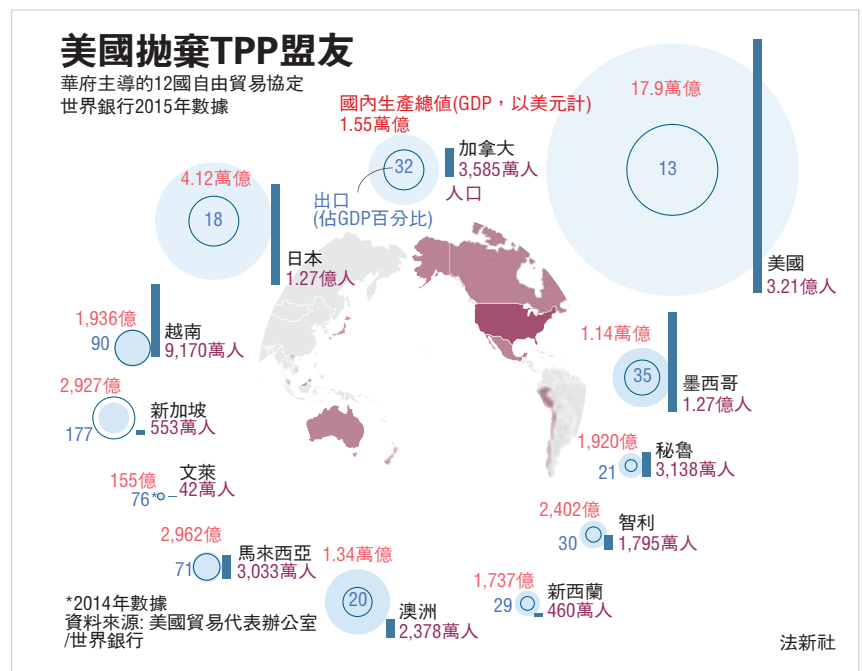 美國拋棄TPP盟友
華府主導的12國自由貿易協定
世界銀行2015年數據
國內生產總值(GDP,以美元計)
1.55萬億
32
加拿大
3,585萬人
人口
出口
(佔GDP百分比)
17.9萬億
13
美國
3.21億人
4.12萬億
18
日本
1.27億人
1,936億
90
越南
9,170萬人
1.14萬億
35
墨西哥
1.27億人
2,927億
177
新加坡
553萬人
1,920億
21
秘魯
3,138萬人
155億
76*
文萊
42萬人
2,402億
30
智利
1,795萬人
2,962億
71
馬來西亞
3,033萬人
1.34萬億
20
澳洲
2,378萬人
1,737億
29
新西蘭
460萬人
*2014年數據
資料來源: 美國貿易代表辦公室
/世界銀行
法新社